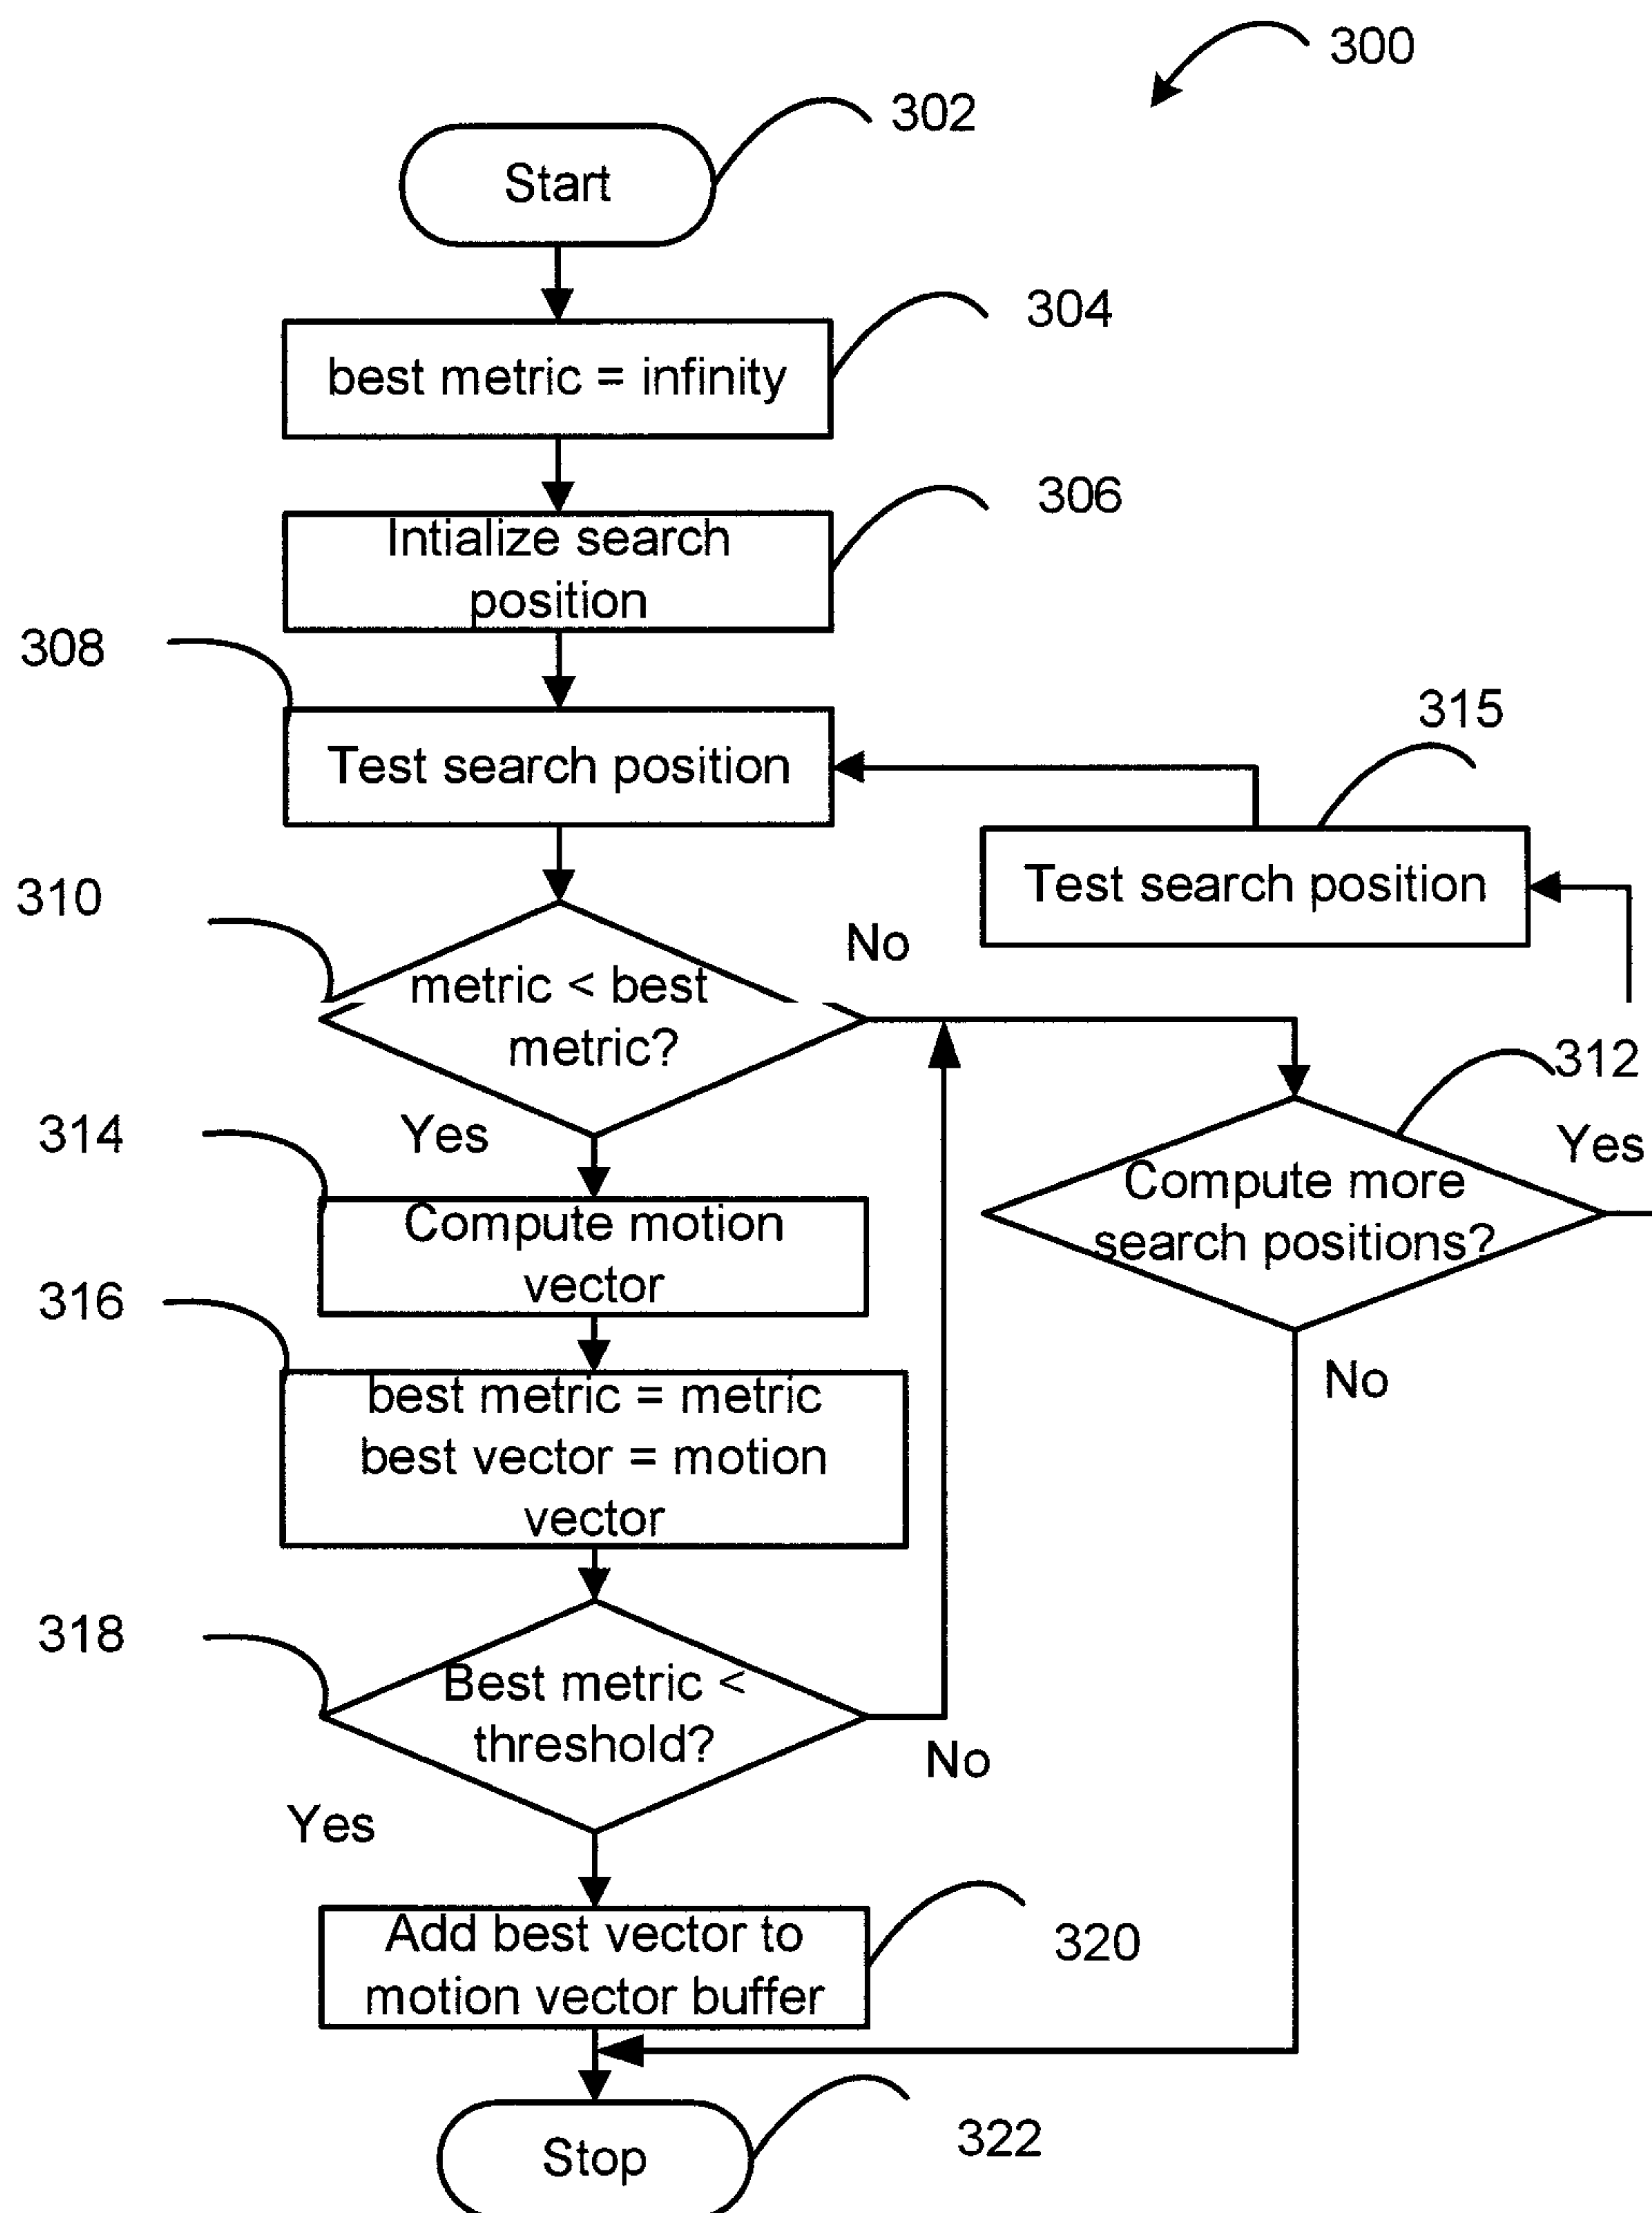 300
302
Start
304
best metric = infinity
306
Intialize search
position
308
Test search position
315
Test search position
310
No
metric < best
metric?
312
Yes
Compute more
search positions?
No
314
Yes
Compute motion
vector
316
best metric = metric
best vector = motion
vector
318
Best metric <
threshold?
No
Yes
Add best vector to
motion vector buffer
320
Stop
322